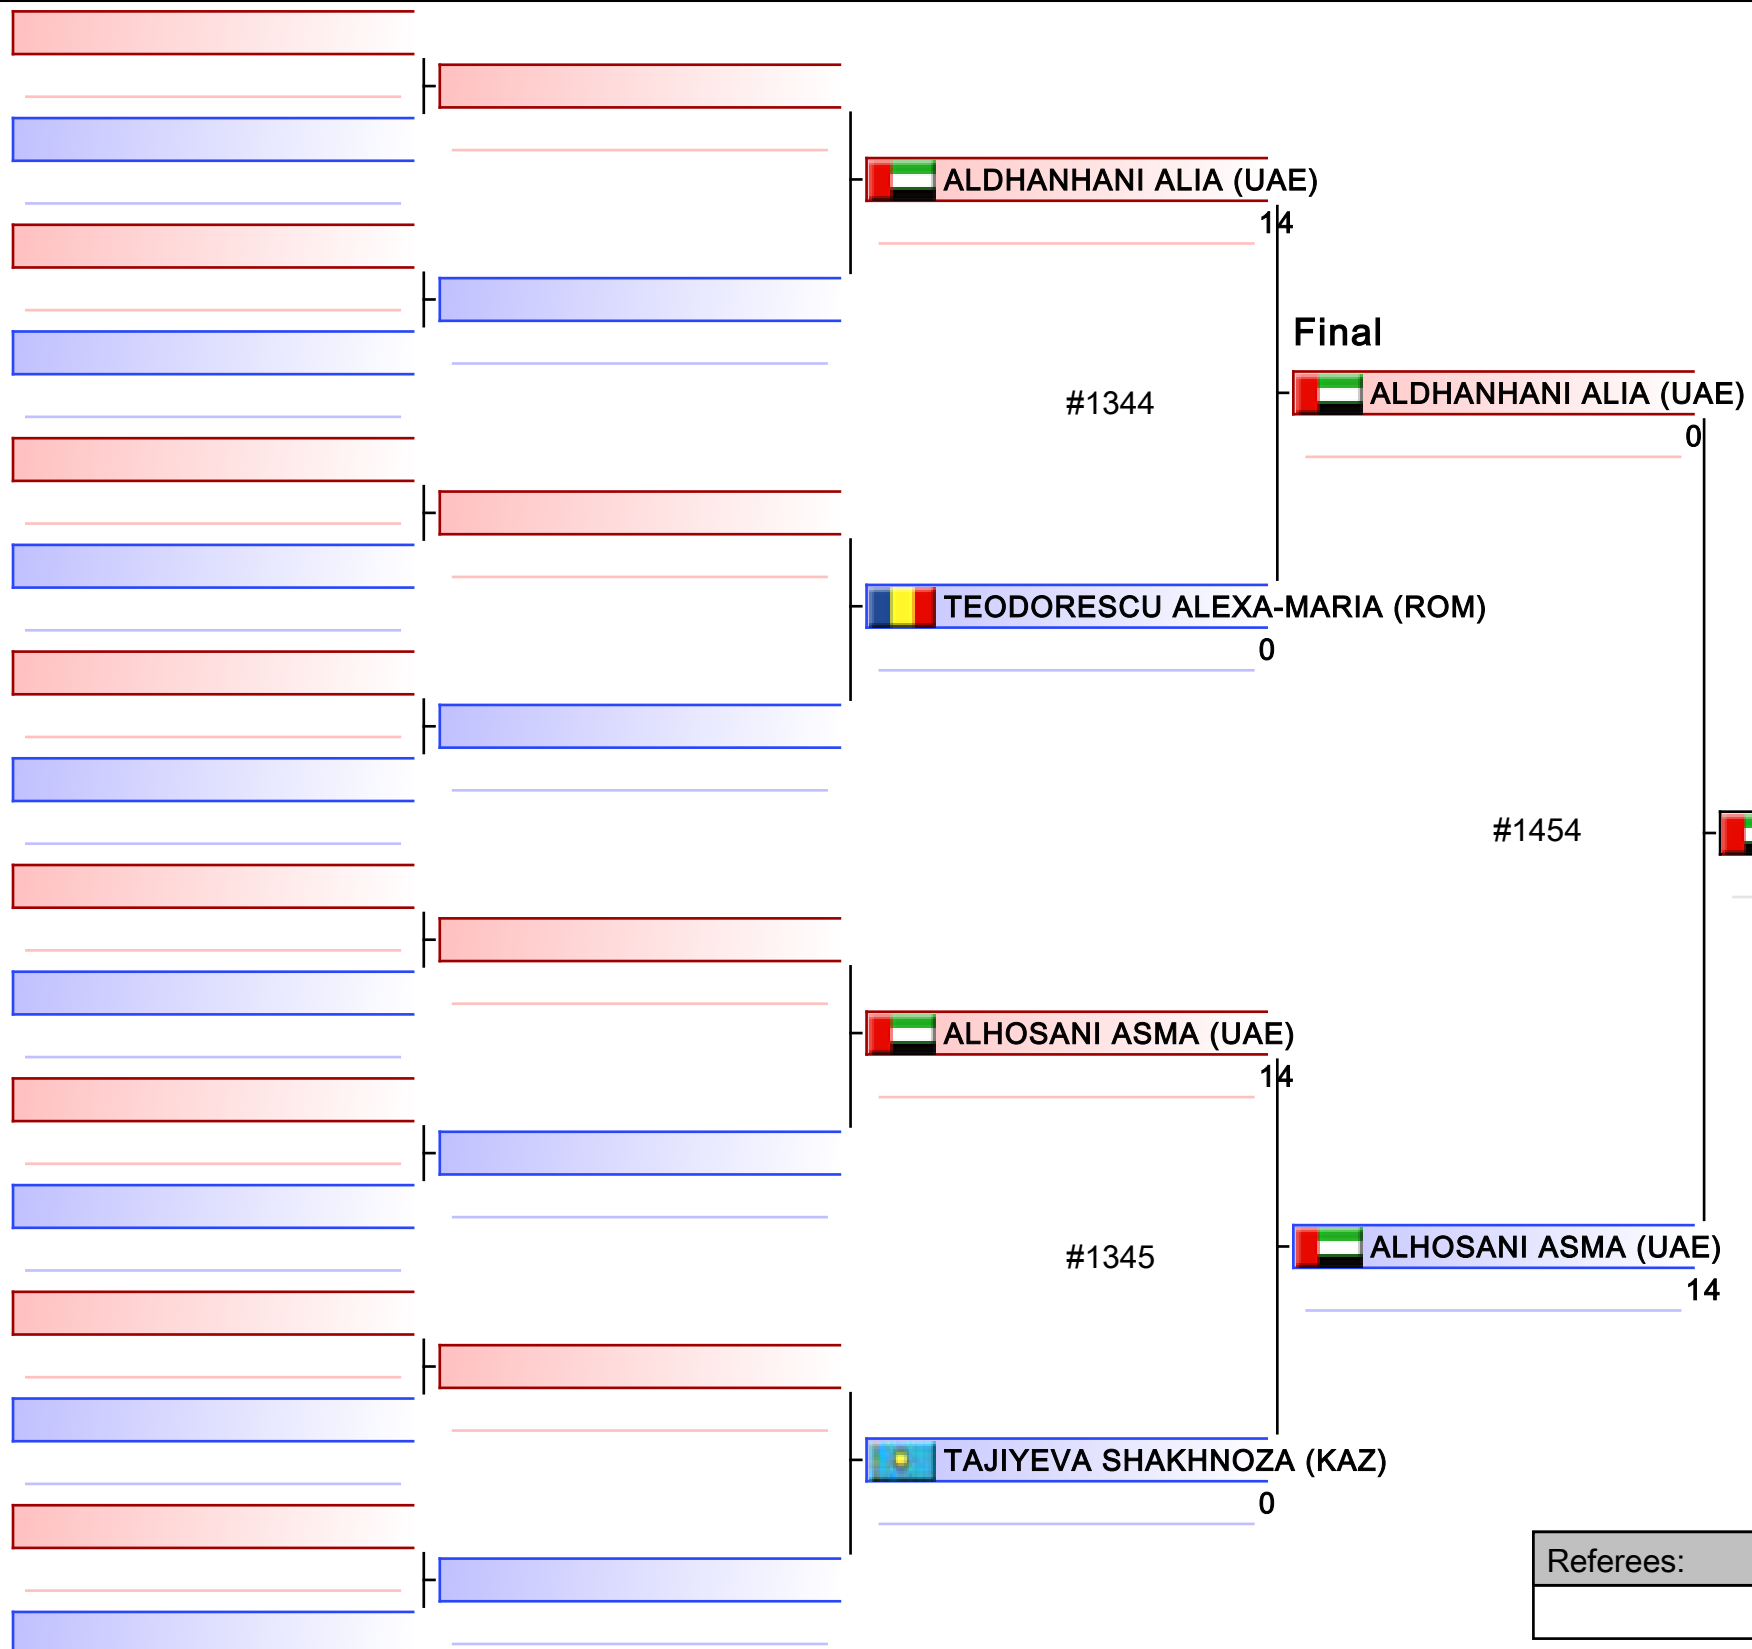 ALDHANHANI ALIA (UAE)
14
Final
#1344
ALDHANHANI ALIA (UAE)
0
TEODORESCU ALEXA-MARIA (ROM)
0
#1454
ALHOSANI ASMA (UAE)
14
#1345
ALHOSANI ASMA (UAE)
14
TAJIYEVA SHAKHNOZA (KAZ)
0
Referees: